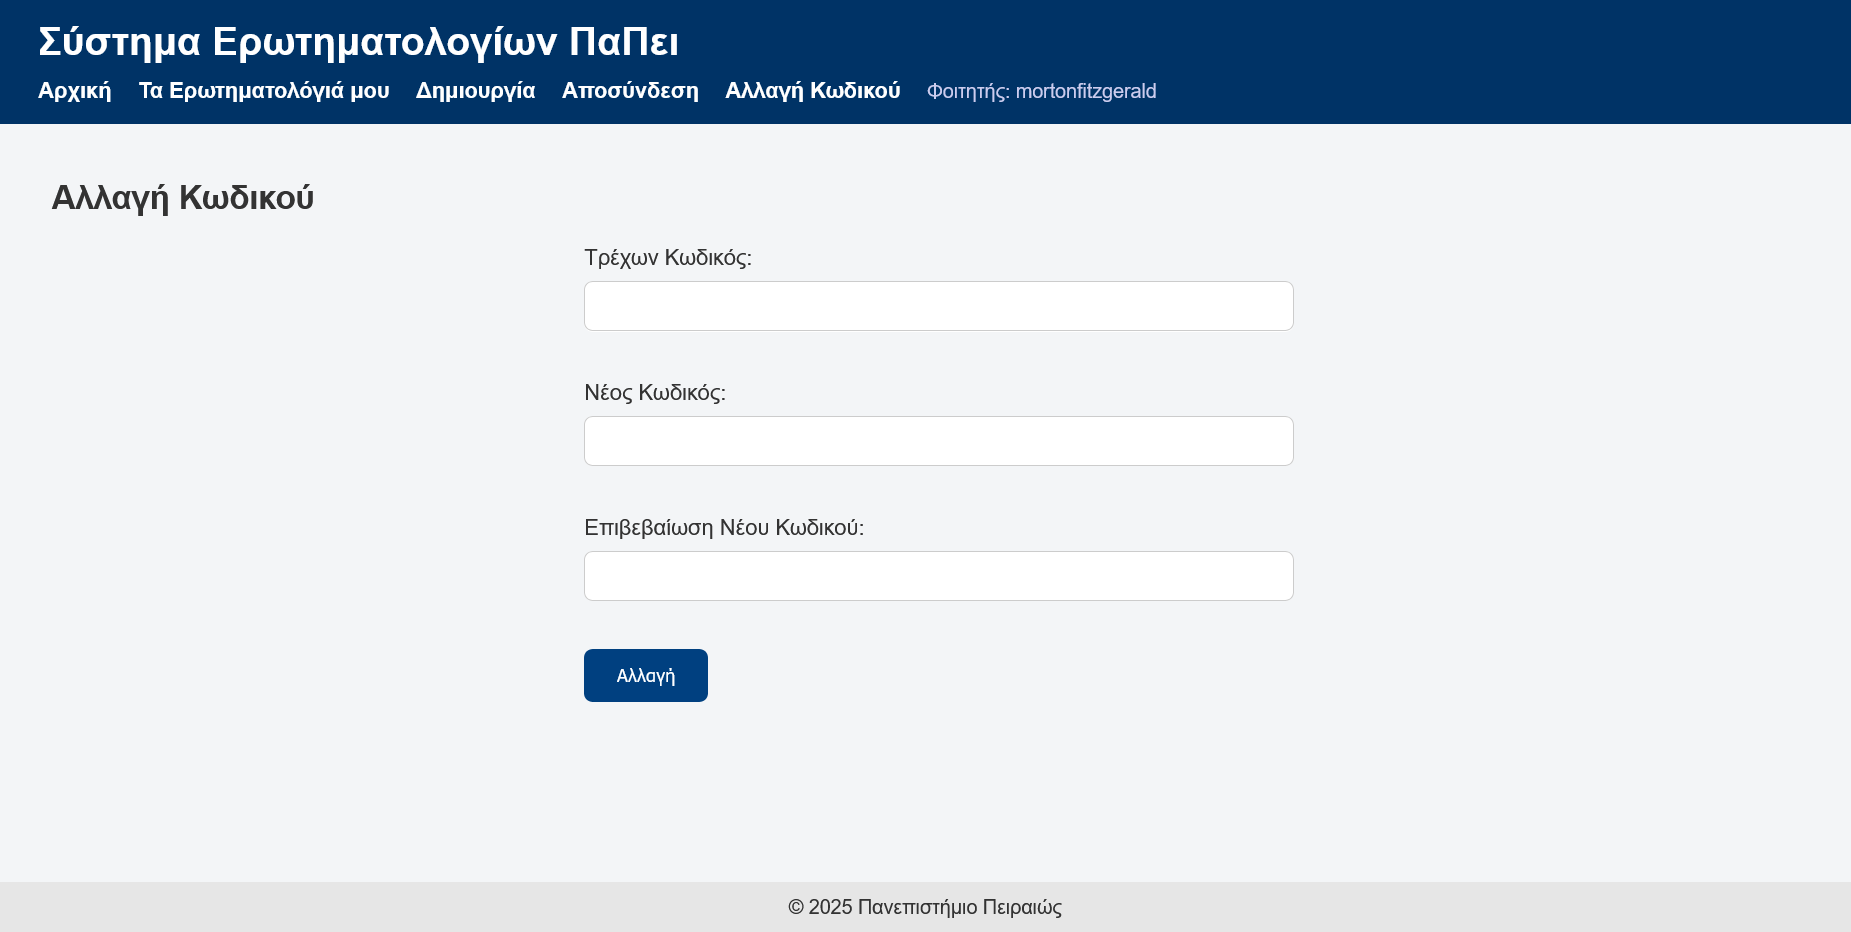 Σύστημα Ερωτηματολογίων ΠαΠει
Αρχική Τα Ερωτηματολόγιά μου Δημιουργία Αποσύνδεση Αλλαγή Κωδικού Φοιτητής: mortonfitzgerald
Αλλαγή Κωδικού
Τρέχων Κωδικός:
Νέος Κωδικός:
Επιβεβαίωση Νέου Κωδικού:
Αλλαγή
© 2025 Πανεπιστήμιο Πειραιώς